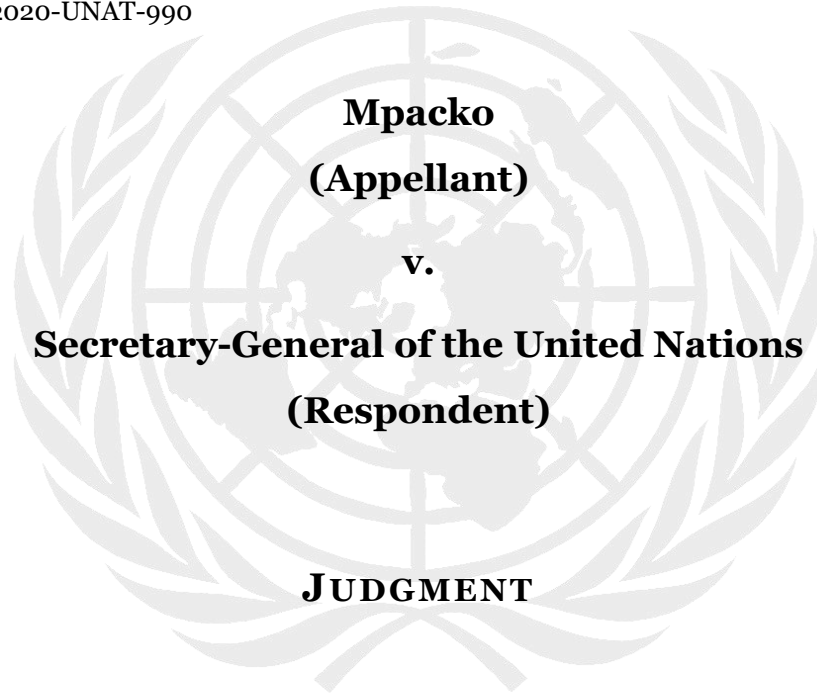 2020-UNAT-990
Mpacko
(Appellant)
v.
Secretary-General of the United Nations
(Respondent)
JUDGMENT